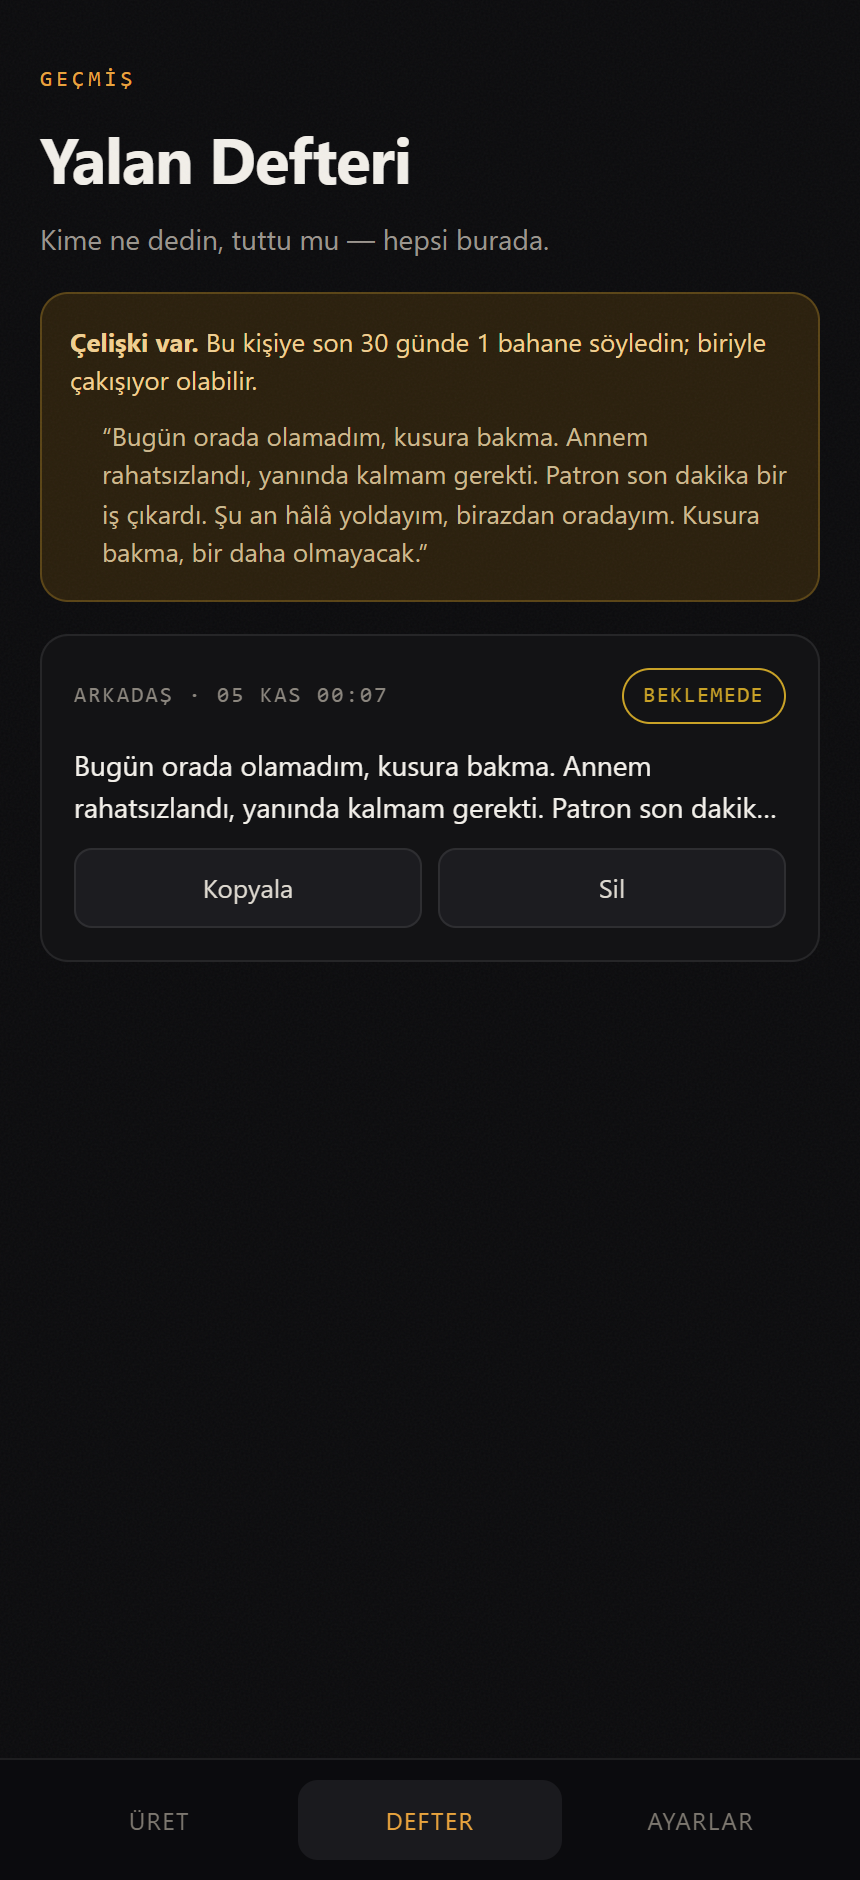 GEÇMİŞ
Yalan Defteri
Kime ne dedin, tuttu mu — hepsi burada.
Çelişki var. Bu kişiye son 30 günde 1 bahane söyledin; biriyle
çakışıyor olabilir.
“Bugün orada olamadım, kusura bakma. Annem
rahatsızlandı, yanında kalmam gerekti. Patron son dakika bir
iş çıkardı. Şu an hâlâ yoldayım, birazdan oradayım. Kusura
bakma, bir daha olmayacak.”
ARKADAŞ · 05 KAS 00:07
BEKLEMEDE
Bugün orada olamadım, kusura bakma. Annem
rahatsızlandı, yanında kalmam gerekti. Patron son dakik...
Kopyala
Sil
ÜRET
DEFTER
AYARLAR